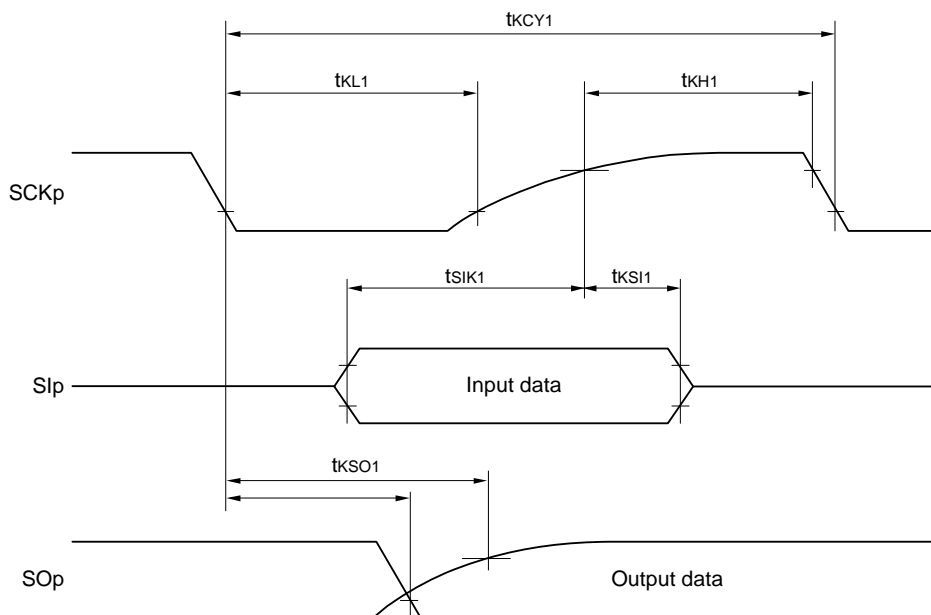 tKCY1
tKL1
tKH1
SCKp
tSIK1
tKSI1
SIp
Input data
tKSO1
SOp
Output data